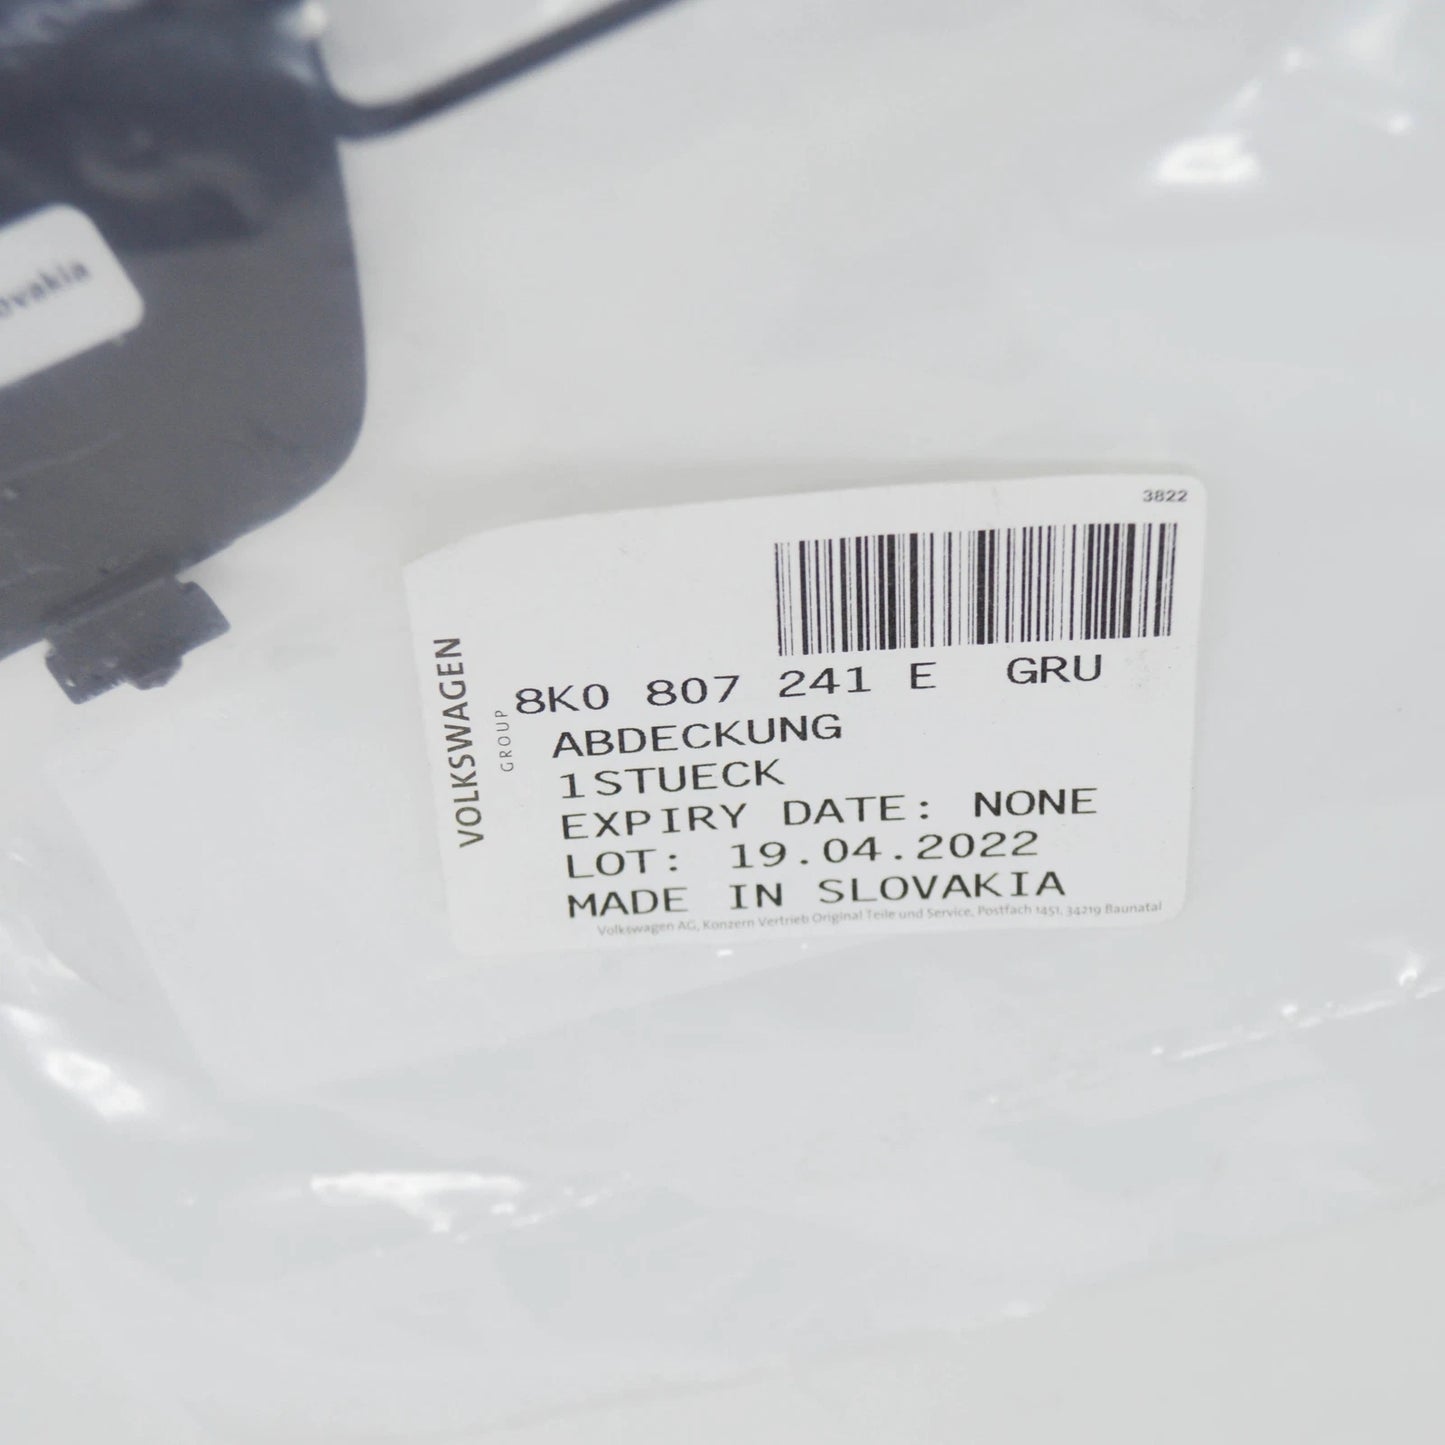 ovakia
3822
VOLKSWAGEN
GROUP
8K0 807 241 E GRU
ABDECKUNG
1STUECK
EXPIRY DATE: NONE
LOT: 19.04.2022
MADE IN SLOVAKIA
Volkswagen AG, Konzern Vertrieb Original Teile und Service, Postfach 1451, 34219 Baunatal